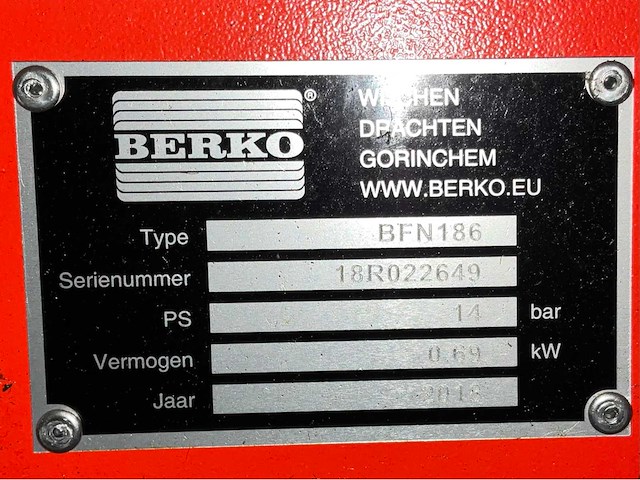 BERKO®
WIJCHEN
DRACHTEN
GORINCHEM
WWW.BERKO.EU
Type BFN186
Serienummer 18R022649
PS 14 bar
Vermogen 0.69 kW
Jaar 2018